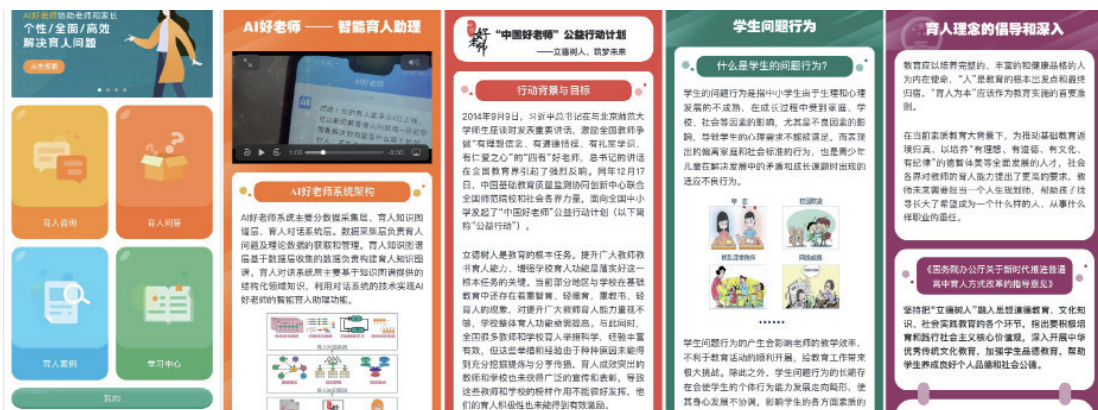 AI好老师协助老师和家长
个性/全面/高效
解决育人问题
育人咨询
育人问答
育人案例
学习中心
我的
AI好老师 —— 智能育人助理
1:00
-4:00
AI好老师系统架构
AI好老师系统主要分数据采集层、育人知识图
谱层、育人对话系统层。数据采集层负责育人
问题及理论数据的获取和管理。育人知识图谱
层基于数据层收集的数据负责构建育人知识图
谱。育人对话系统层主要基于知识图谱提供的
结构化领域知识，利用对话系统的技术实现AI
好老师的智能育人助理功能。
好老师
“中国好老师”公益行动计划
——立德树人、筑梦未来
行动背景与目标
2014年9月9日，习近平总书记在与北京师范大
学师生座谈时发表重要讲话，激励全国教师争
做“有理想信念、有道德情操、有扎实学识、
有仁爱之心”的“四有”好老师，总书记的讲话
在全国教育界引起了强烈反响。同年12月17
日，中国基础教育质量监测协同创新中心联合
全国师范院校和社会各界力量，面向全国中小
学发起了“中国好老师”公益行动计划（以下简
称“公益行动”）。
立德树人是教育的根本任务。提升广大教师教
书育人能力、增强学校育人功能是落实好这一
根本任务的关键。当前部分地区与学校在基础
教育中还存在着重智育、轻德育，重教书、轻
育人的现象，对提升广大教师育人能力重视不
够，学校整体育人功能亟需提高。与此同时，
全国很多教师和学校育人举措科学、经验丰富
有效，但这些举措和经验由于种种原因未能得
到充分挖掘提炼与分享传播。育人成效突出的
教师和学校也未获得广泛的宣传和表彰，导致
这些教师和学校的榜样作用不能很好发挥，他
们的育人积极性也未能得到有效激励。
学生问题行为
什么是学生的问题行为?
学生的问题行为是指中小学生由于生理和心理
发展的不成熟，在成长过程中受到家庭、学
校、社会等因素的影响，尤其是不良因素的影
响，导致学生的心理需求不能被满足，而表现
出的偏离家庭和社会标准的行为，也是青少年
儿童在解决发展中的矛盾和成长课题时出现的
适应不良行为。
早恋
校园欺凌
扰乱课堂秩序
网络成瘾
······
学生问题行为的产生会影响老师的教学效率，
不利于教育活动的顺利开展，给教育工作带来
极大挑战。除此之外，学生问题行为的长期存
在会使学生的个体行为能力发展走向畸形，使
其身心发展不协调，影响学生的各方面素质的
育人理念的倡导和深入
教育应以培养完整的、丰富的和健康品格的人
为内在使命，“人”是教育的根本出发点和最终
归宿，“育人为本”应该作为教育实施的首要准
则。
在当前素质教育大背景下，为推动基础教育返
璞归真，以培养“有理想、有道德、有文化、
有纪律”的德智体美等全面发展的人才，社会
各界对教师的育人能力提出了更高的要求，教
师未来需要担当一个人生规划师，帮助孩子找
寻长大了希望成为一个什么样的人，从事什么
样职业的重任。
《国务院办公厅关于新时代推进普通
高中育人方式改革的指导意见》
坚持把“立德树人”融入思想道德教育、文化知
识、社会实践教育的各个环节，指出要积极培
育和践行社会主义核心价值观，深入开展中华
优秀传统文化教育，加强学生品德教育，帮助
学生养成良好个人品德和社会公德。